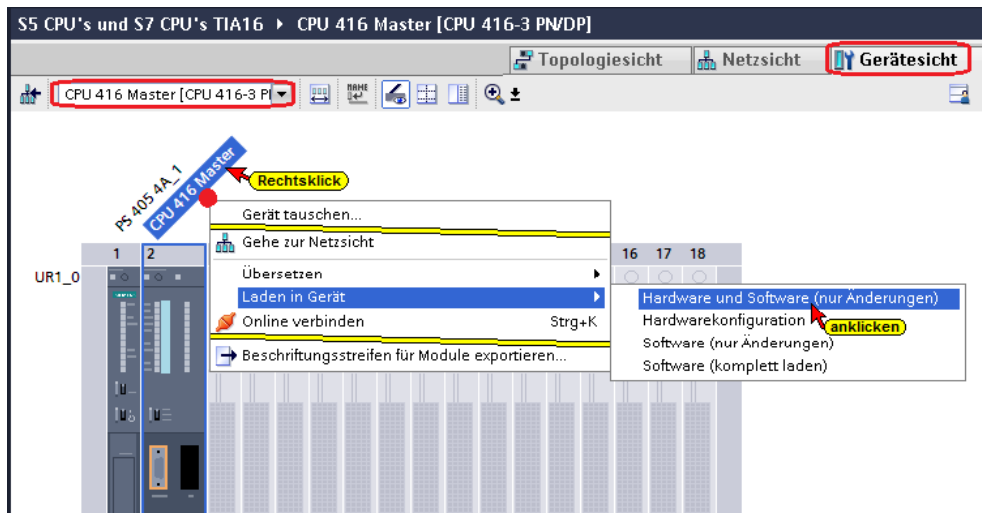 S5 CPU's und S7 CPU's TIA16 ▸ CPU 416 Master [CPU 416-3 PN/DP]
Topologiesicht Netzsicht Gerätesicht
CPU 416 Master [CPU 416-3 P
PS 405 4A_1
CPU 416 Master
Rechtsklick
Gerät tauschen...
Gehe zur Netzsicht
1 2 16 17 18
UR1_0
Übersetzen
Laden in Gerät
Hardware und Software (nur Änderungen)
Online verbinden Strg+K
Hardwarekonfiguration
anklicken
Software (nur Änderungen)
Beschriftungsstreifen für Module exportieren...
Software (komplett laden)